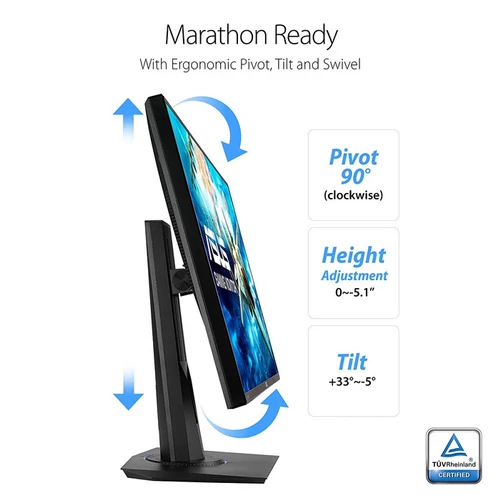 Marathon Ready
With Ergonomic Pivot, Tilt and Swivel
Pivot
90°
(clockwise)
Height
Adjustment
0~-5.1”
Tilt
+33°~-5°
TÜVRheinland
CERTIFIED